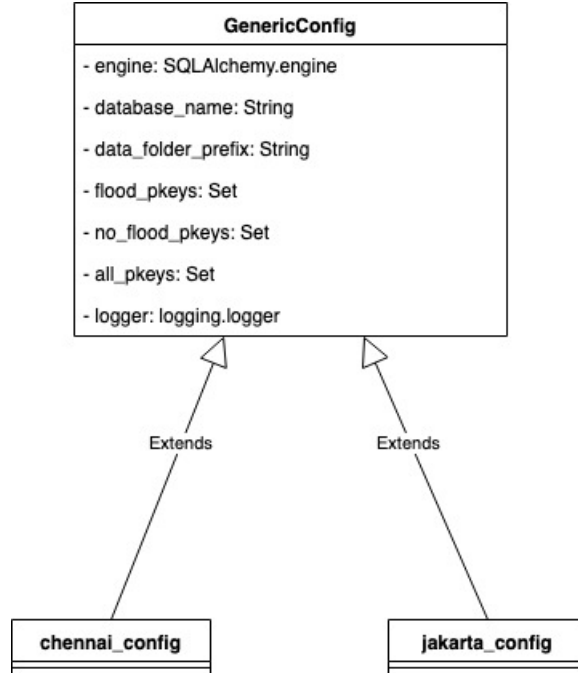 GenericConfig
- engine: SQLAlchemy.engine
- database_name: String
- data_folder_prefix: String
- flood_pkeys: Set
- no_flood_pkeys: Set
- all_pkeys: Set
- logger: logging.logger
Extends
Extends
chennai_config
jakarta_config